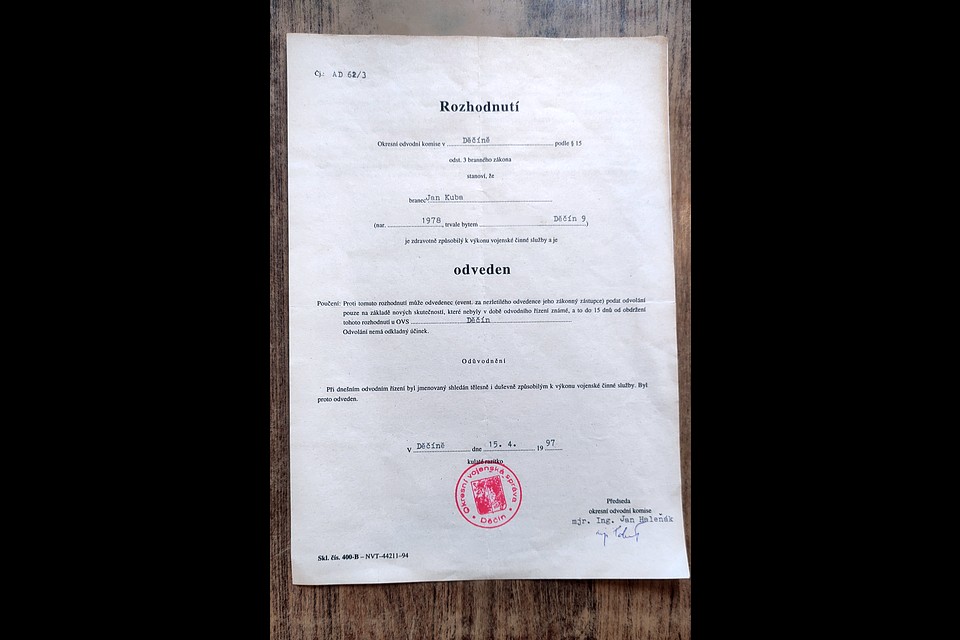 Čj.: AD 62/3
Rozhodnutí
Okresní odvodní komise v Děčíně podle § 15
odst. 3 branného zákona
stanoví, že
branec Jan Kuba
(nar. 1978, trvale bytem Děčín 9)
je zdravotně způsobilý k výkonu vojenské činné služby a je
odveden
Poučení: Proti tomuto rozhodnutí může odvedenec (event. za nezletilého odvedence jeho zákonný zástupce) podat odvolání
pouze na základě nových skutečností, které nebyly v době odvodního řízení známé, a to do 15 dnů od obdržení
tohoto rozhodnutí u OVS Děčín
Odvolání nemá odkladný účinek.
Odůvodnění
Při dnešním odvodním řízení byl jmenovaný shledán tělesně i duševně způsobilým k výkonu vojenské činné služby. Byl
proto odveden.
V Děčíně dne 15. 4. 19 97
kulaté razítko
Okresní vojenská správa
Děčín
Předseda
okresní odvodní komise
mjr. Ing. Jan Haleňák
Skl. čís. 400-B – NVT–44211–94